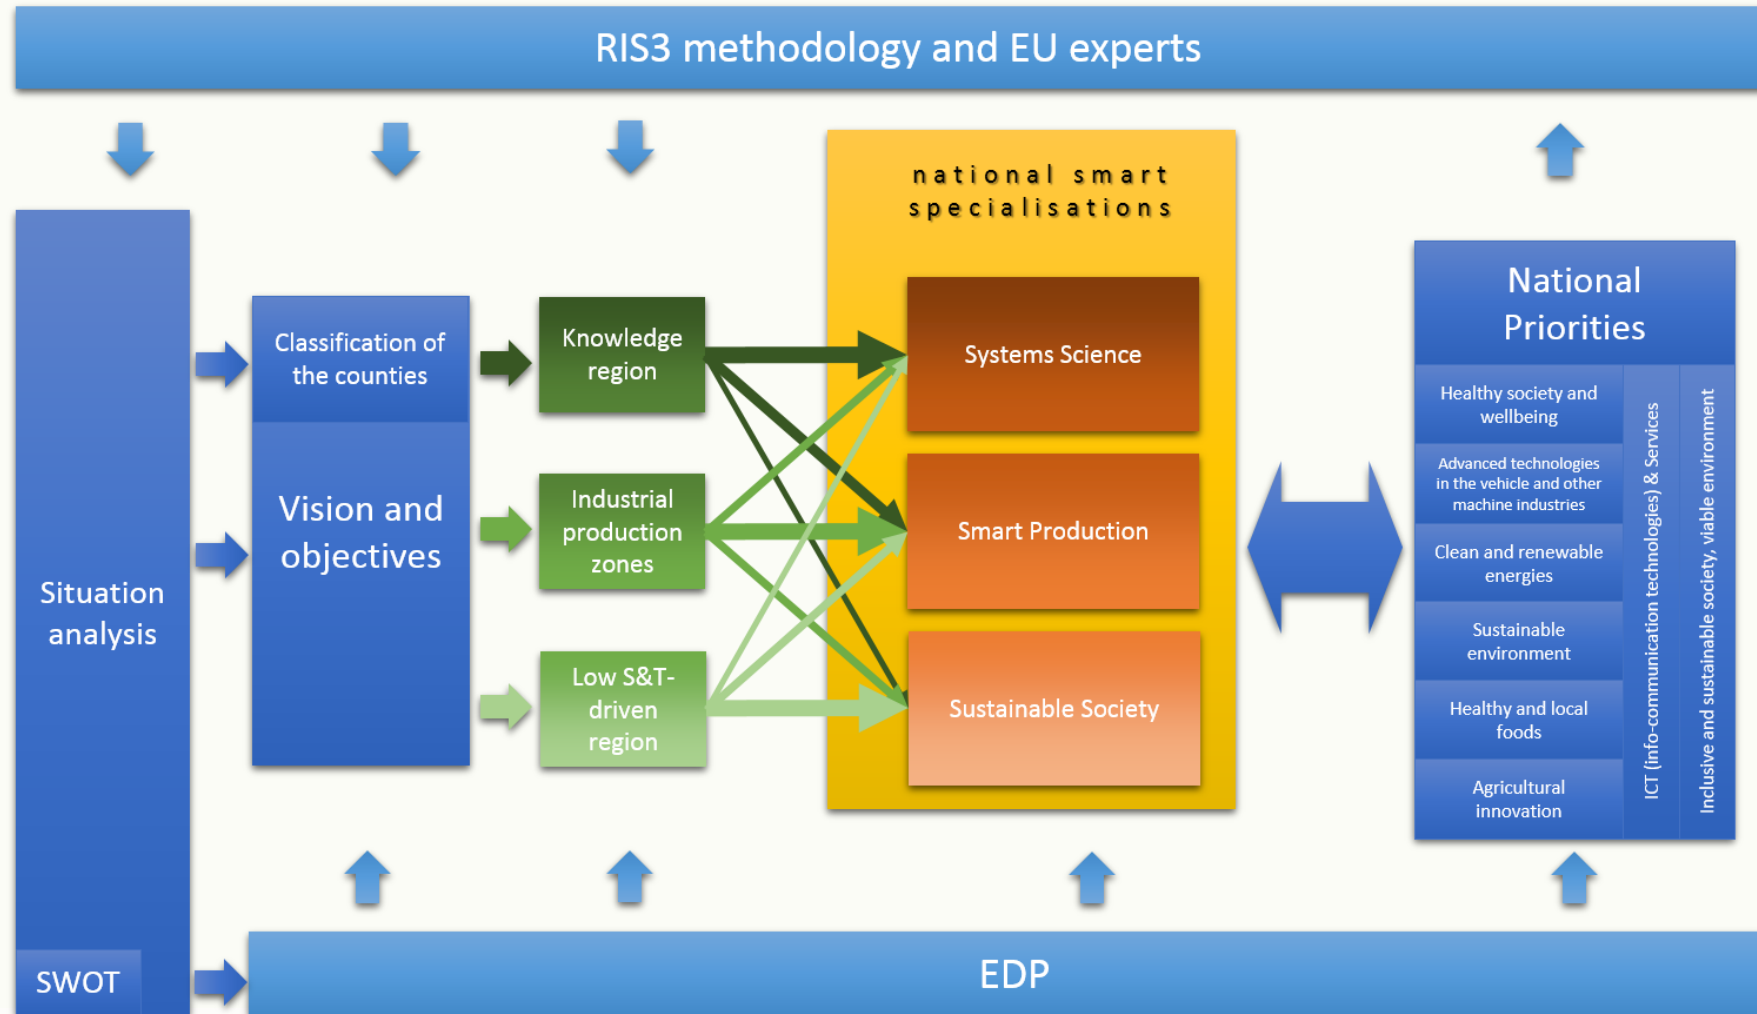 RIS3 methodology and EU experts
Situation
analysis
SWOT
Classification of
the counties
Vision and
objectives
Knowledge
region
Industrial
production
zones
Low S&T-
driven
region
national smart
specialisations
Systems Science
Smart Production
Sustainable Society
National
Priorities
Healthy society and
wellbeing
Advanced technologies
in the vehicle and other
machine industries
Clean and renewable
energies
Sustainable
environment
Healthy and local
foods
Agricultural
innovation
ICT (info-communication technologies) & Services
Inclusive and sustainable society, viable environment
EDP